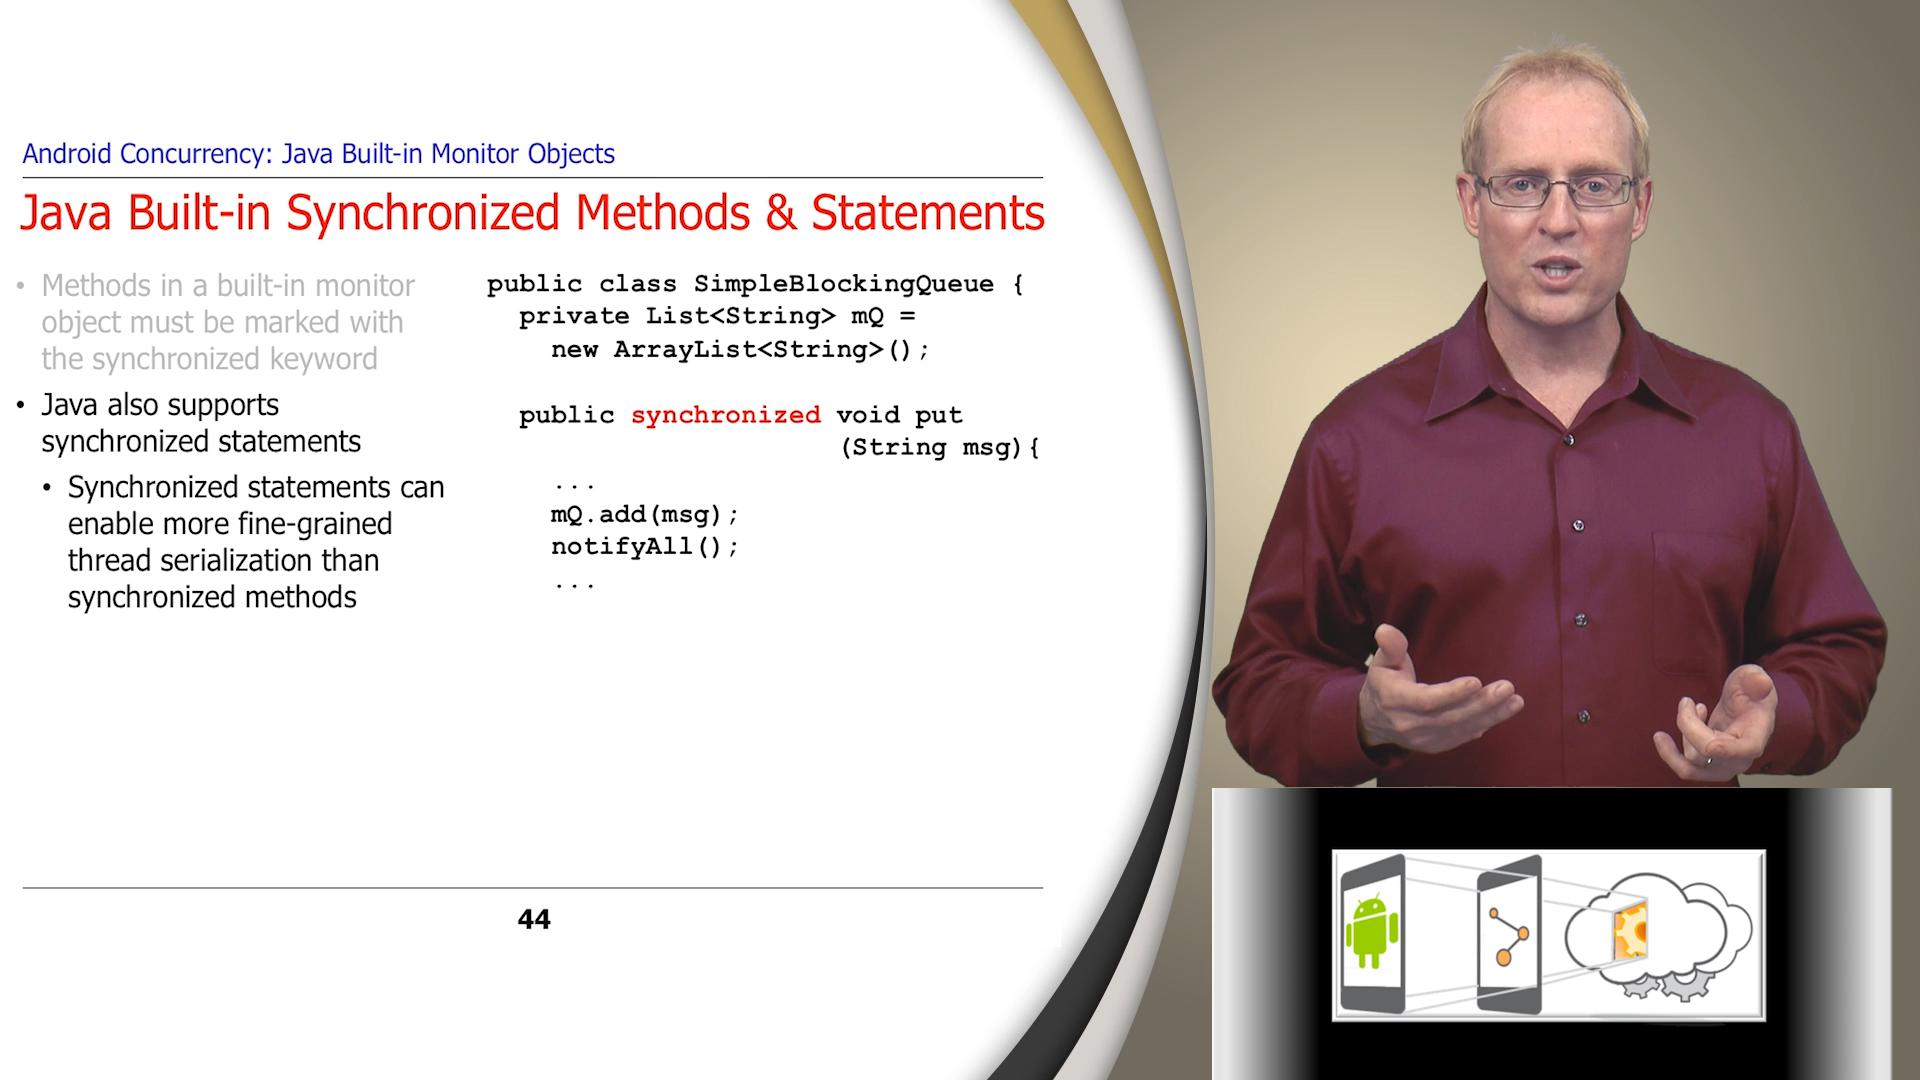 Android Concurrency: Java Built-in Monitor Objects
Java Built-in Synchronized Methods & Statements
• Methods in a built-in monitor
object must be marked with
the synchronized keyword
• Java also supports
synchronized statements
• Synchronized statements can
enable more fine-grained
thread serialization than
synchronized methods
public class SimpleBlockingQueue {
private List<String> mQ =
new ArrayList<String>();
public synchronized void put
(String msg){
...
mQ.add(msg);
notifyAll();
...
44